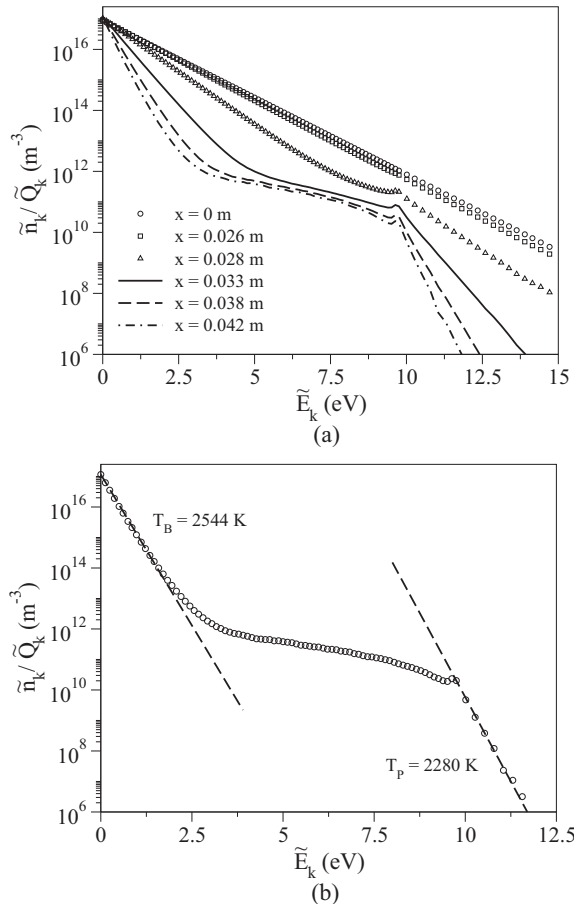 10^16
10^14
10^12
10^10
10^8
10^6
ñ_k / Q̃_k (m^-3)
x = 0 m
x = 0.026 m
x = 0.028 m
x = 0.033 m
x = 0.038 m
x = 0.042 m
0 2.5 5 7.5 10 12.5 15
Ẽ_k (eV)
(a)
10^16
10^14
10^12
10^10
10^8
10^6
ñ_k / Q̃_k (m^-3)
T_B = 2544 K
T_P = 2280 K
0 2.5 5 7.5 10 12.5
Ẽ_k (eV)
(b)